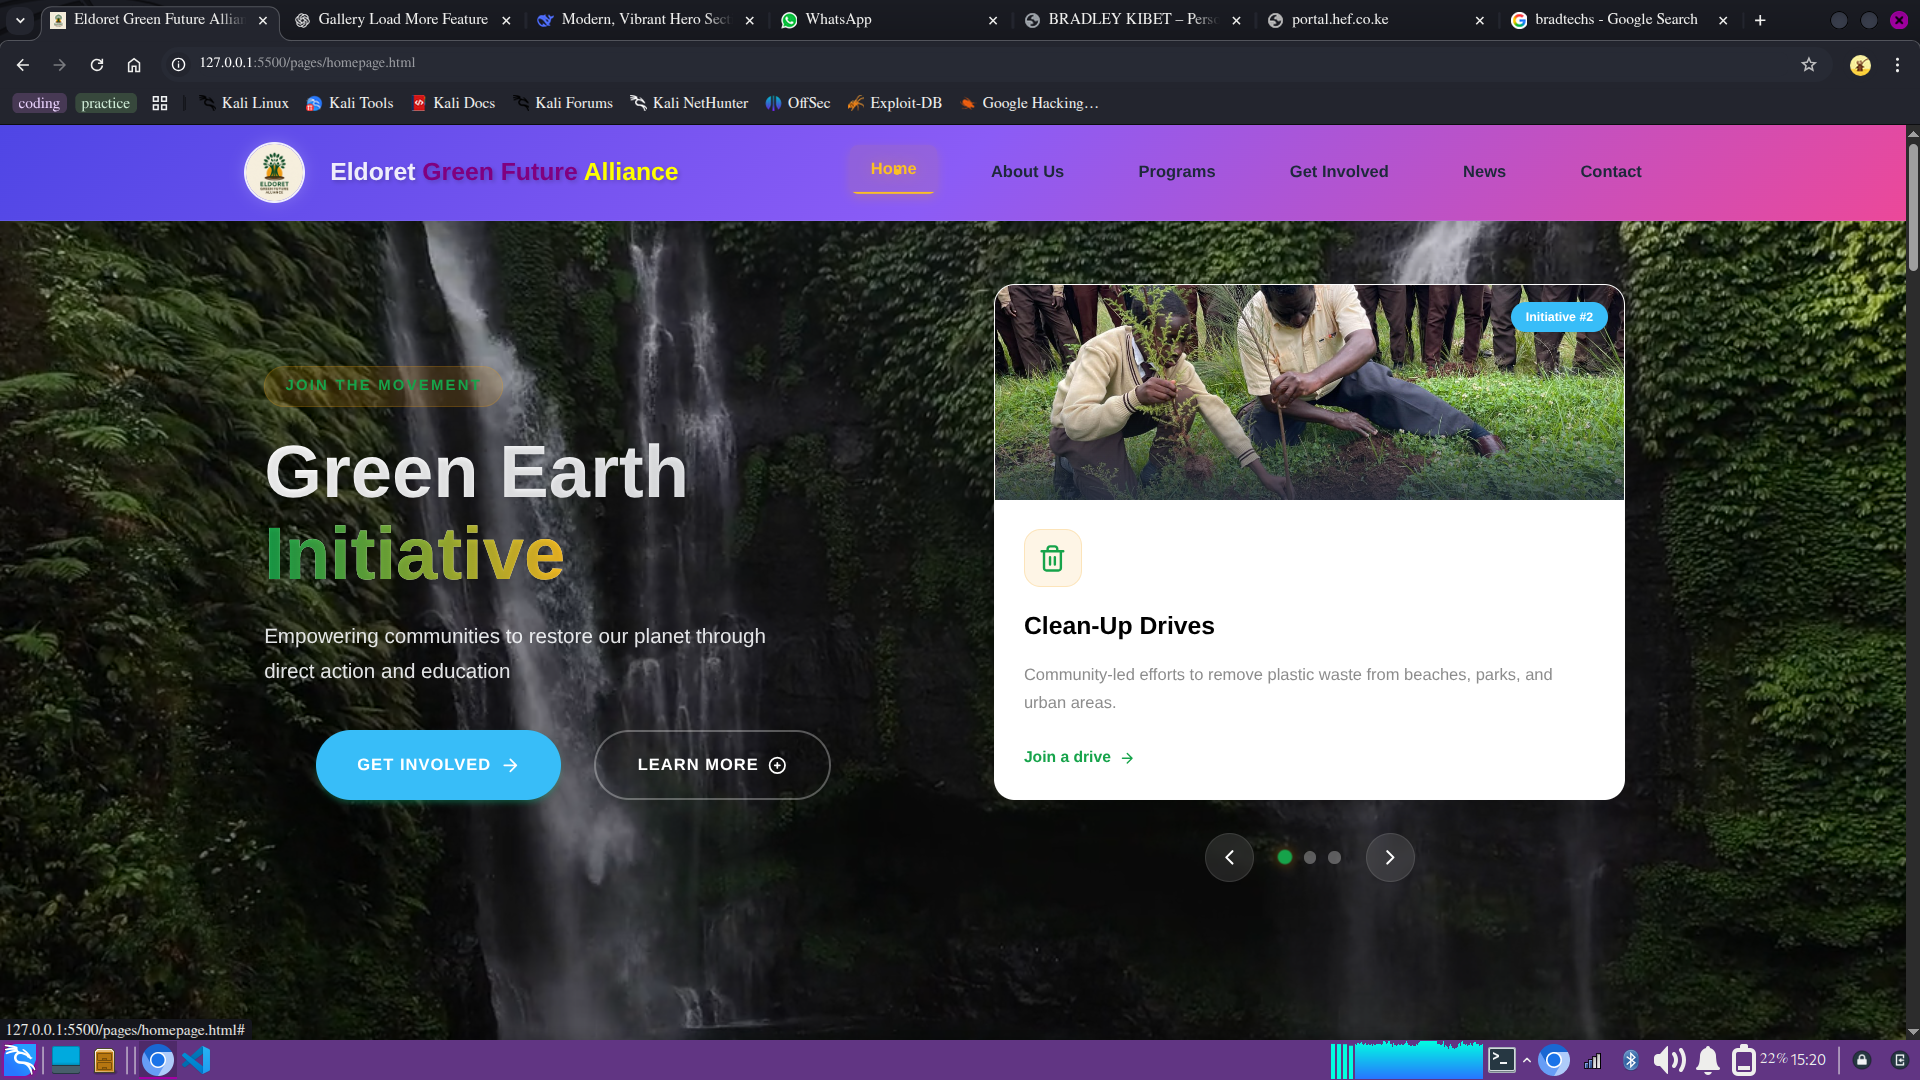 Eldoret Green Future Allian
Gallery Load More Feature
Modern, Vibrant Hero Sect
WhatsApp
BRADLEY KIBET – Perso
portal.hef.co.ke
bradtechs - Google Search
127.0.0.1:5500/pages/homepage.html
coding
practice
Kali Linux
Kali Tools
Kali Docs
Kali Forums
Kali NetHunter
OffSec
Exploit-DB
Google Hacking…
ELDORET
GREEN FUTURE
ALLIANCE
Eldoret Green Future Alliance
Home
About Us
Programs
Get Involved
News
Contact
JOIN THE MOVEMENT
Green Earth
Initiative
Empowering communities to restore our planet through
direct action and education
GET INVOLVED
LEARN MORE
Initiative #2
Clean-Up Drives
Community-led efforts to remove plastic waste from beaches, parks, and
urban areas.
Join a drive
127.0.0.1:5500/pages/homepage.html#
22% 15:20